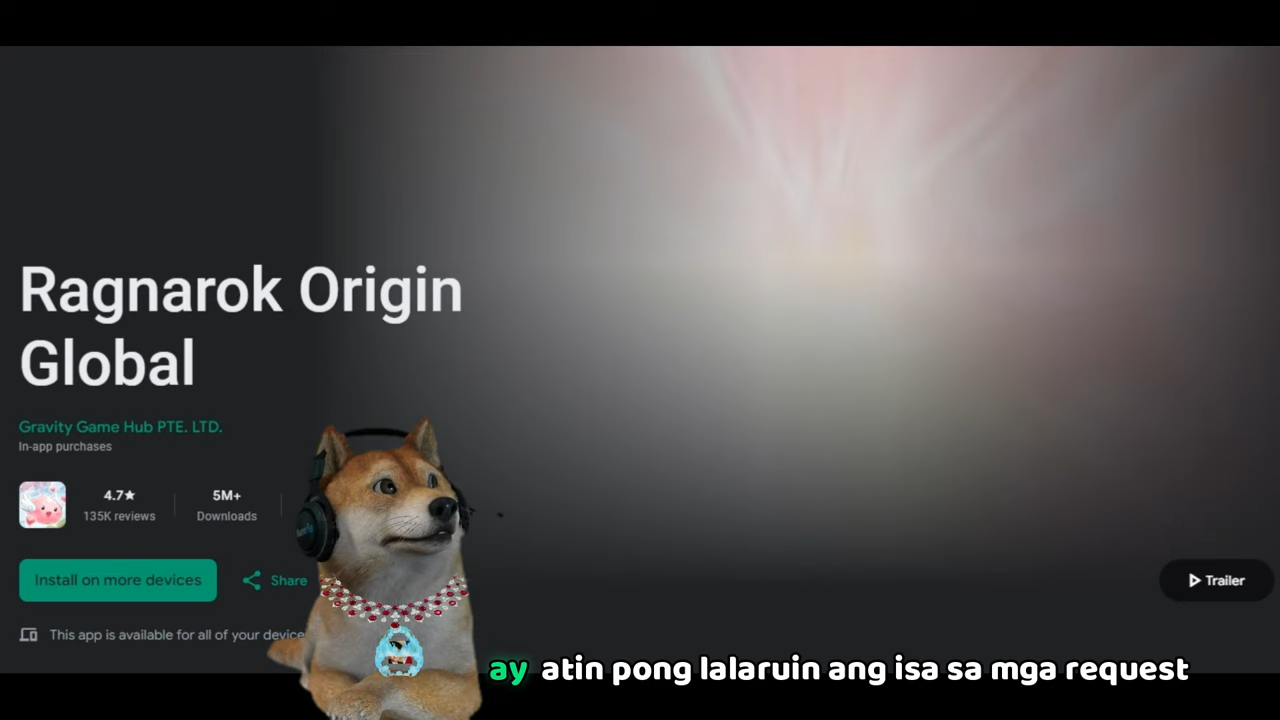 Ragnarok Origin
Global
Gravity Game Hub PTE. LTD.
In-app purchases
4.7★
135K reviews
5M+
Downloads
Install on more devices
Share
Trailer
This app is available for all of your device
ay atin pong lalaruin ang isa sa mga request